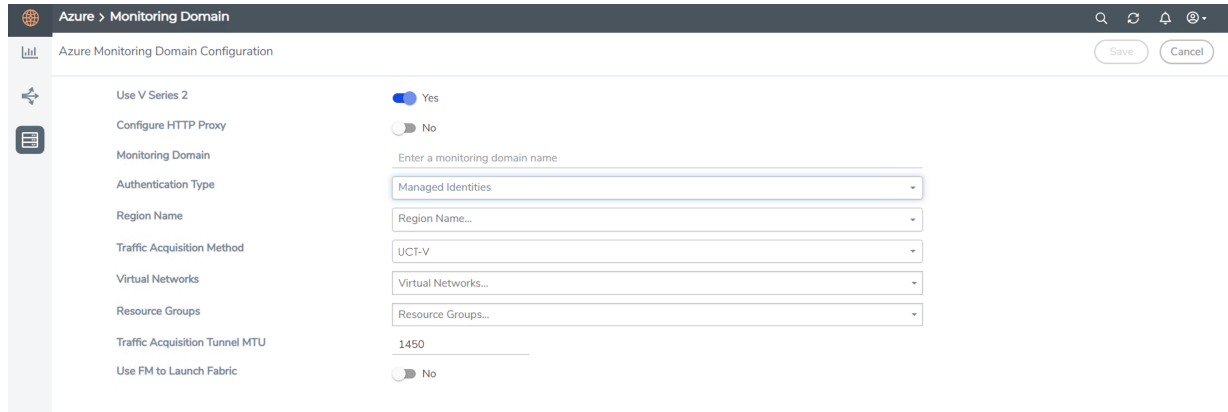 Azure > Monitoring Domain
Azure Monitoring Domain Configuration
Save
Cancel
Use V Series 2
Yes
Configure HTTP Proxy
No
Monitoring Domain
Enter a monitoring domain name
Authentication Type
Managed Identities
Region Name
Region Name...
Traffic Acquisition Method
UCT-V
Virtual Networks
Virtual Networks...
Resource Groups
Resource Groups...
Traffic Acquisition Tunnel MTU
1450
Use FM to Launch Fabric
No